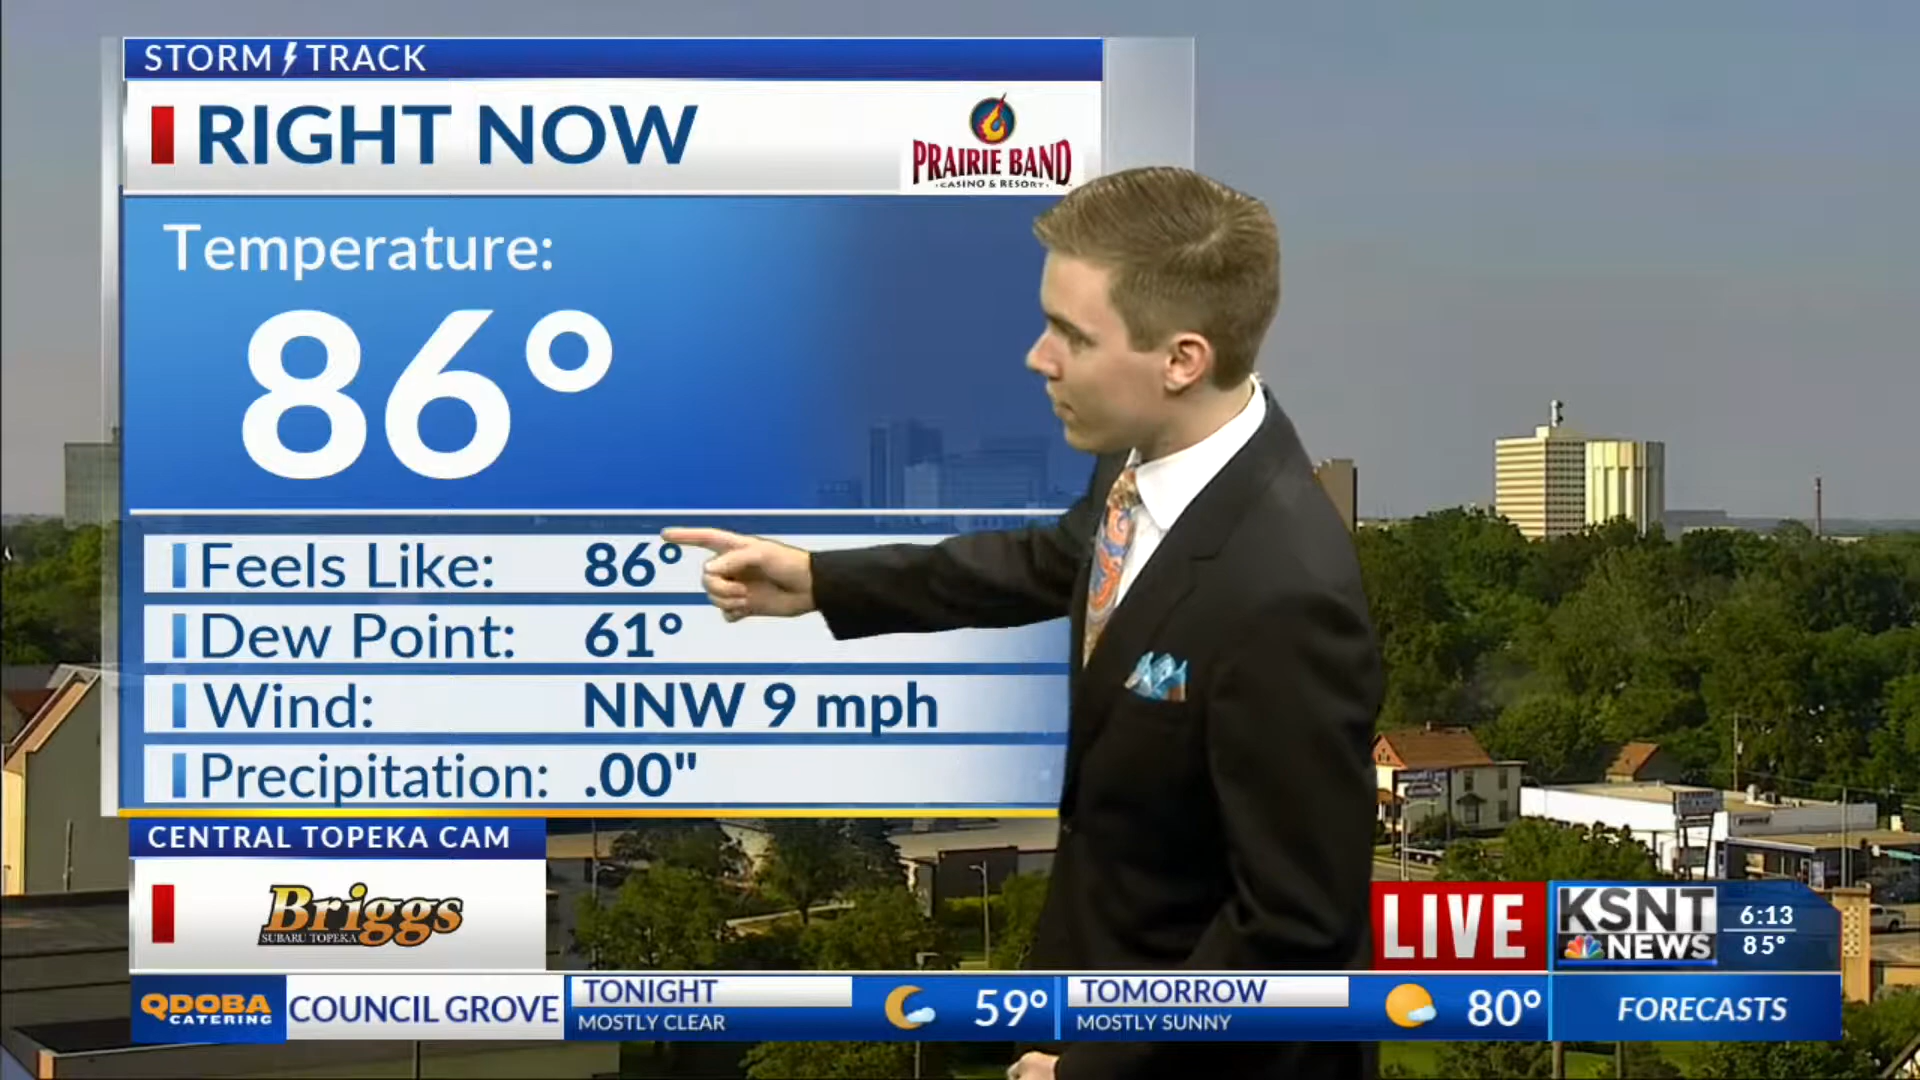 STORM TRACK
RIGHT NOW
PRAIRIE BAND
CASINO & RESORT
Temperature:
86°
Feels Like: 86°
Dew Point: 61°
Wind: NNW 9 mph
Precipitation: .00"
CENTRAL TOPEKA CAM
Briggs
SUBARU TOPEKA
LIVE
KSNT
NEWS
6:13
85°
QDOBA
CATERING
COUNCIL GROVE
TONIGHT
MOSTLY CLEAR
59°
TOMORROW
MOSTLY SUNNY
80°
FORECASTS